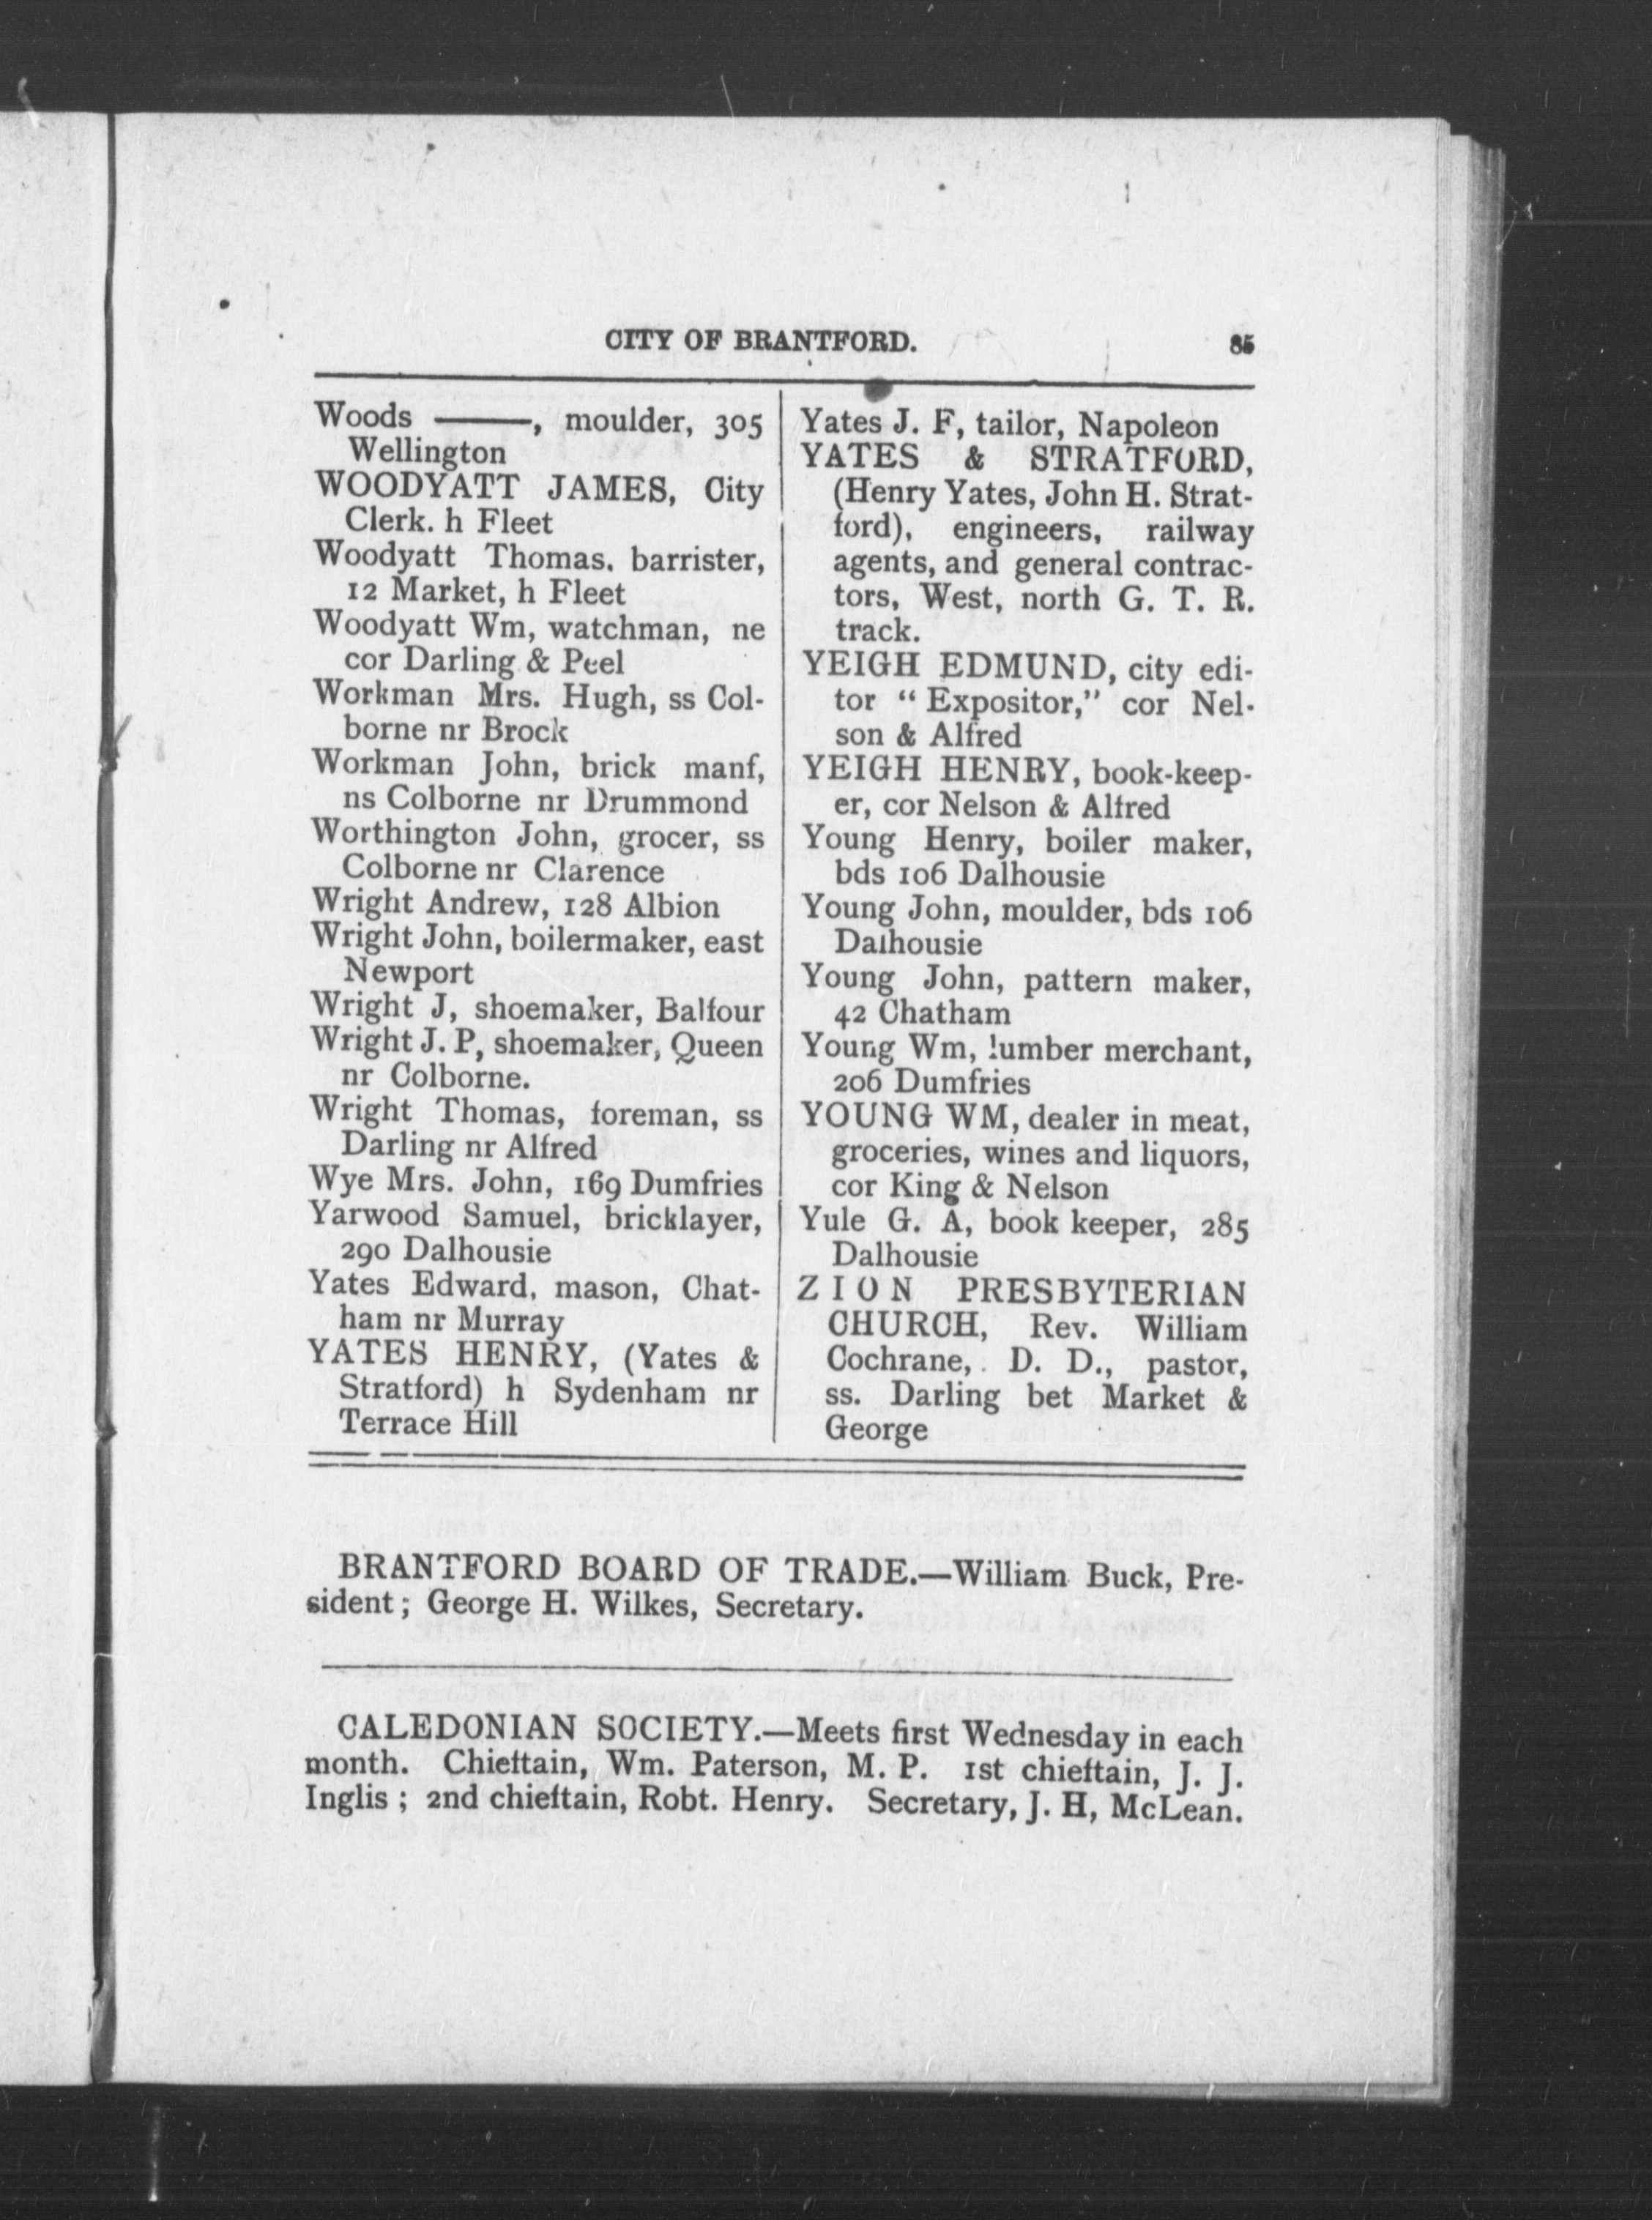 CITY OF BRANTFORD. 85
Woods ———, moulder, 305
Wellington
WOODYATT JAMES, City
Clerk. h Fleet
Woodyatt Thomas. barrister,
12 Market, h Fleet
Woodyatt Wm, watchman, ne
cor Darling & Peel
Workman Mrs. Hugh, ss Col-
borne nr Brock
Workman John, brick manf,
ns Colborne nr Drummond
Worthington John, grocer, ss
Colborne nr Clarence
Wright Andrew, 128 Albion
Wright John, boilermaker, east
Newport
Wright J, shoemaker, Balfour
Wright J. P, shoemaker, Queen
nr Colborne.
Wright Thomas, foreman, ss
Darling nr Alfred
Wye Mrs. John, 169 Dumfries
Yarwood Samuel, bricklayer,
290 Dalhousie
Yates Edward, mason, Chat-
ham nr Murray
YATES HENRY, (Yates &
Stratford) h Sydenham nr
Terrace Hill
Yates J. F, tailor, Napoleon
YATES & STRATFORD,
(Henry Yates, John H. Strat-
ford), engineers, railway
agents, and general contrac-
tors, West, north G. T. R.
track.
YEIGH EDMUND, city edi-
tor “ Expositor,” cor Nel-
son & Alfred
YEIGH HENRY, book-keep-
er, cor Nelson & Alfred
Young Henry, boiler maker,
bds 106 Dalhousie
Young John, moulder, bds 106
Dalhousie
Young John, pattern maker,
42 Chatham
Young Wm, lumber merchant,
206 Dumfries
YOUNG WM, dealer in meat,
groceries, wines and liquors,
cor King & Nelson
Yule G. A, book keeper, 285
Dalhousie
ZION PRESBYTERIAN
CHURCH, Rev. William
Cochrane, D. D., pastor,
ss. Darling bet Market &
George
BRANTFORD BOARD OF TRADE.—William Buck, Pre-
sident; George H. Wilkes, Secretary.
CALEDONIAN SOCIETY.—Meets first Wednesday in each
month. Chieftain, Wm. Paterson, M. P. 1st chieftain, J. J.
Inglis ; 2nd chieftain, Robt. Henry. Secretary, J. H, McLean.